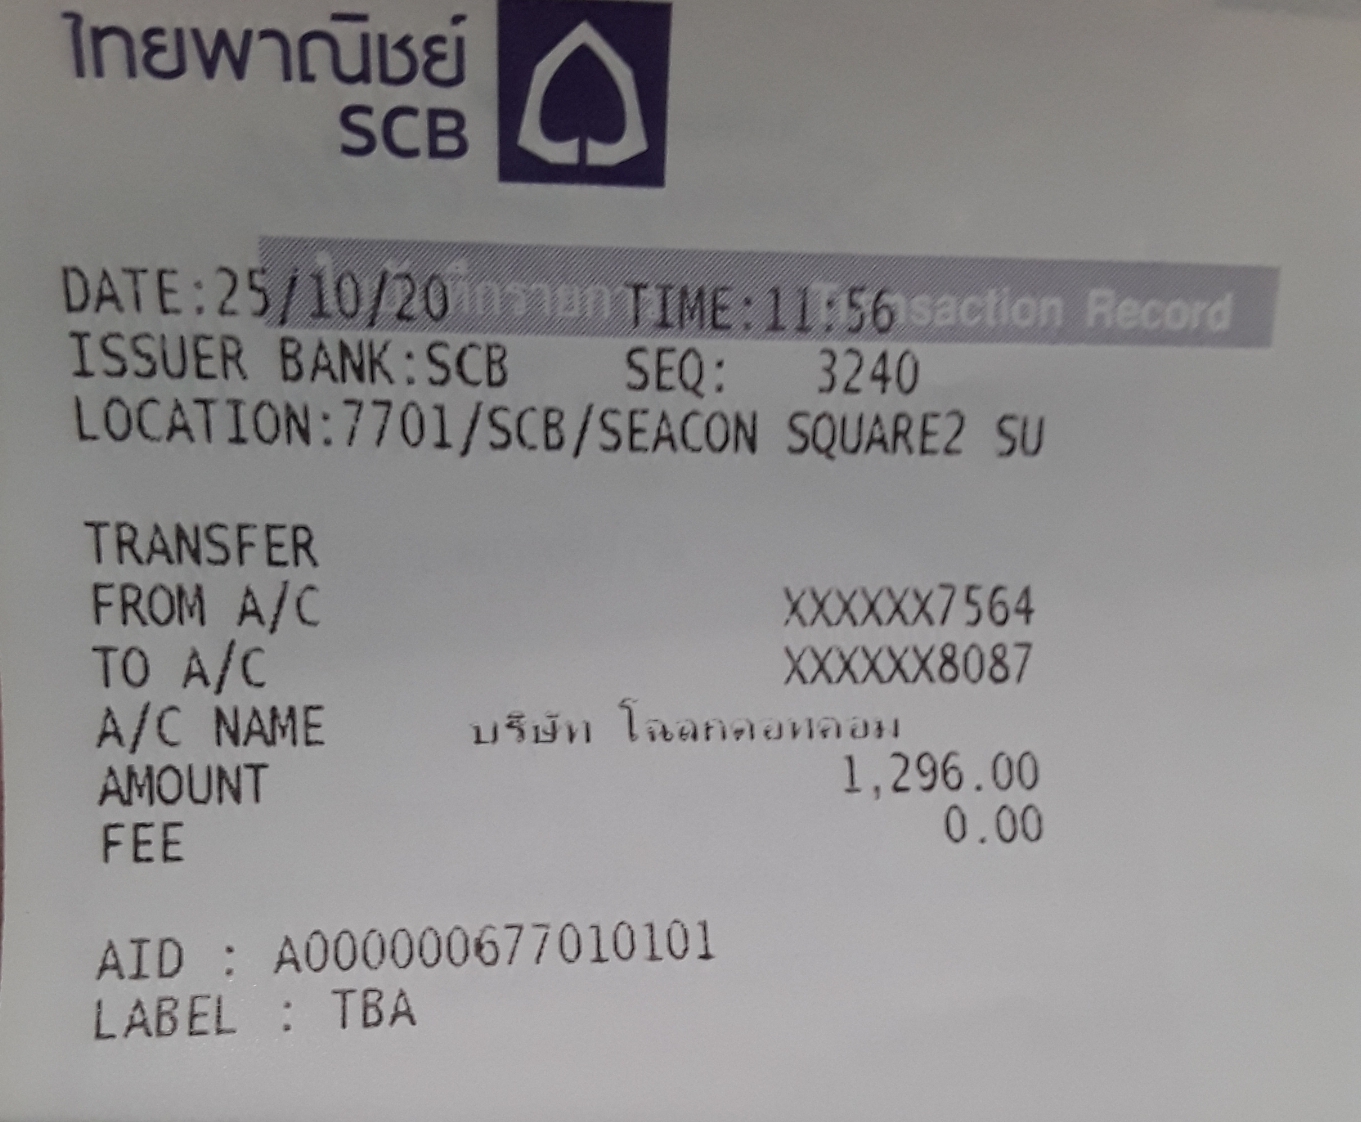 ไทยพาณิชย์
SCB
ใบบันทึกรายการ Transaction Record
DATE:25/10/20 TIME:11:56
ISSUER BANK:SCB SEQ: 3240
LOCATION:7701/SCB/SEACON SQUARE2 SU
TRANSFER
FROM A/C XXXXXX7564
TO A/C XXXXXX8087
A/C NAME บริษัท โฉลกดอทคอม
AMOUNT 1,296.00
FEE 0.00
AID : A000000677010101
LABEL : TBA